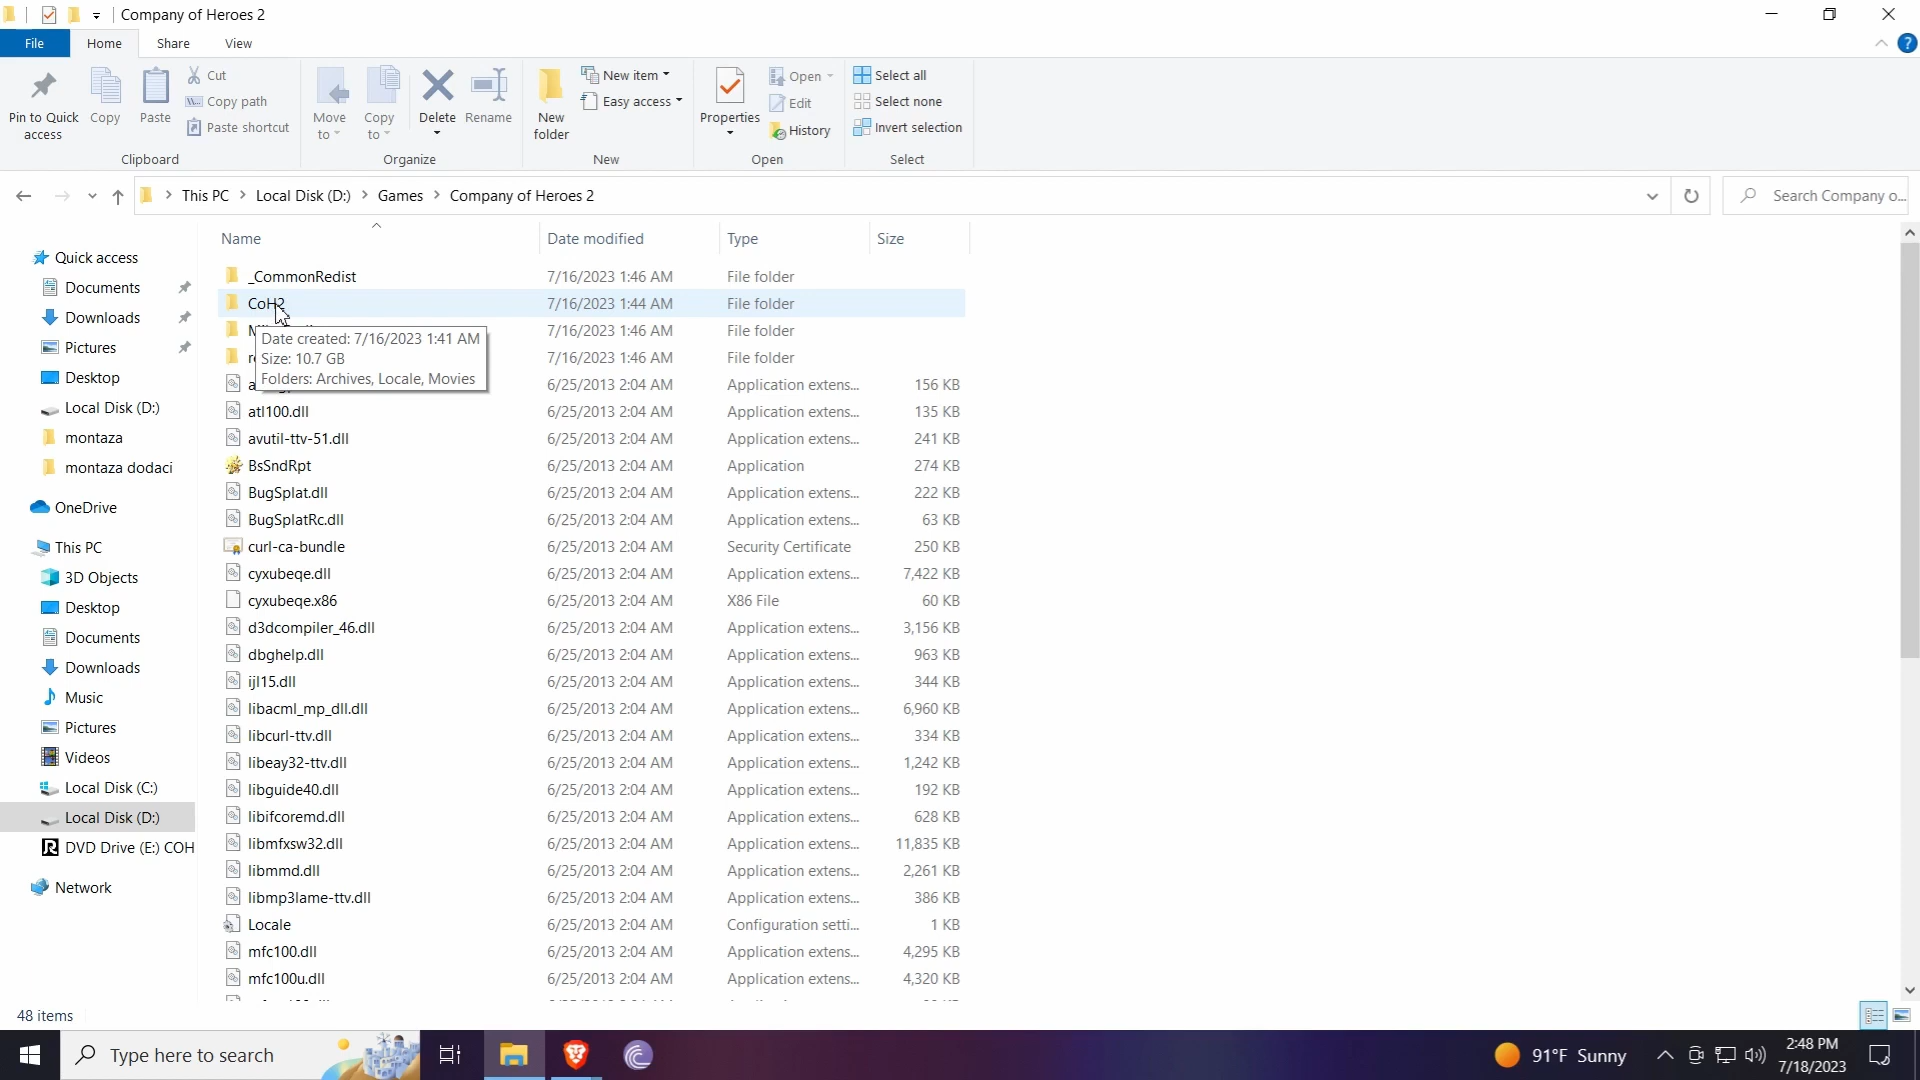 Company of Heroes 2
File Home Share View
Pin to Quick access
Copy
Paste
Cut
Copy path
Paste shortcut
Clipboard
Move to
Copy to
Delete
Rename
Organize
New folder
New item
Easy access
New
Properties
Open
Edit
History
Open
Select all
Select none
Invert selection
Select
This PC > Local Disk (D:) > Games > Company of Heroes 2
Search Company o...
Quick access
Documents
Downloads
Pictures
Desktop
Local Disk (D:)
montaza
montaza dodaci
OneDrive
This PC
3D Objects
Desktop
Documents
Downloads
Music
Pictures
Videos
Local Disk (C:)
Local Disk (D:)
DVD Drive (E:) COH
Network
Name Date modified Type Size
_CommonRedist 7/16/2023 1:46 AM File folder
CoH2 7/16/2023 1:44 AM File folder
7/16/2023 1:46 AM File folder
7/16/2023 1:46 AM File folder
Date created: 7/16/2023 1:41 AM
Size: 10.7 GB
Folders: Archives, Locale, Movies
6/25/2013 2:04 AM Application extens... 156 KB
atl100.dll 6/25/2013 2:04 AM Application extens... 135 KB
avutil-ttv-51.dll 6/25/2013 2:04 AM Application extens... 241 KB
BsSndRpt 6/25/2013 2:04 AM Application 274 KB
BugSplat.dll 6/25/2013 2:04 AM Application extens... 222 KB
BugSplatRc.dll 6/25/2013 2:04 AM Application extens... 63 KB
curl-ca-bundle 6/25/2013 2:04 AM Security Certificate 250 KB
cyxubeqe.dll 6/25/2013 2:04 AM Application extens... 7,422 KB
cyxubeqe.x86 6/25/2013 2:04 AM X86 File 60 KB
d3dcompiler_46.dll 6/25/2013 2:04 AM Application extens... 3,156 KB
dbghelp.dll 6/25/2013 2:04 AM Application extens... 963 KB
ijl15.dll 6/25/2013 2:04 AM Application extens... 344 KB
libacml_mp_dll.dll 6/25/2013 2:04 AM Application extens... 6,960 KB
libcurl-ttv.dll 6/25/2013 2:04 AM Application extens... 334 KB
libeay32-ttv.dll 6/25/2013 2:04 AM Application extens... 1,242 KB
libguide40.dll 6/25/2013 2:04 AM Application extens... 192 KB
libifcoremd.dll 6/25/2013 2:04 AM Application extens... 628 KB
libmfxsw32.dll 6/25/2013 2:04 AM Application extens... 11,835 KB
libmmd.dll 6/25/2013 2:04 AM Application extens... 2,261 KB
libmp3lame-ttv.dll 6/25/2013 2:04 AM Application extens... 386 KB
Locale 6/25/2013 2:04 AM Configuration setti... 1 KB
mfc100.dll 6/25/2013 2:04 AM Application extens... 4,295 KB
mfc100u.dll 6/25/2013 2:04 AM Application extens... 4,320 KB
48 items
Type here to search
91°F Sunny
2:48 PM
7/18/2023